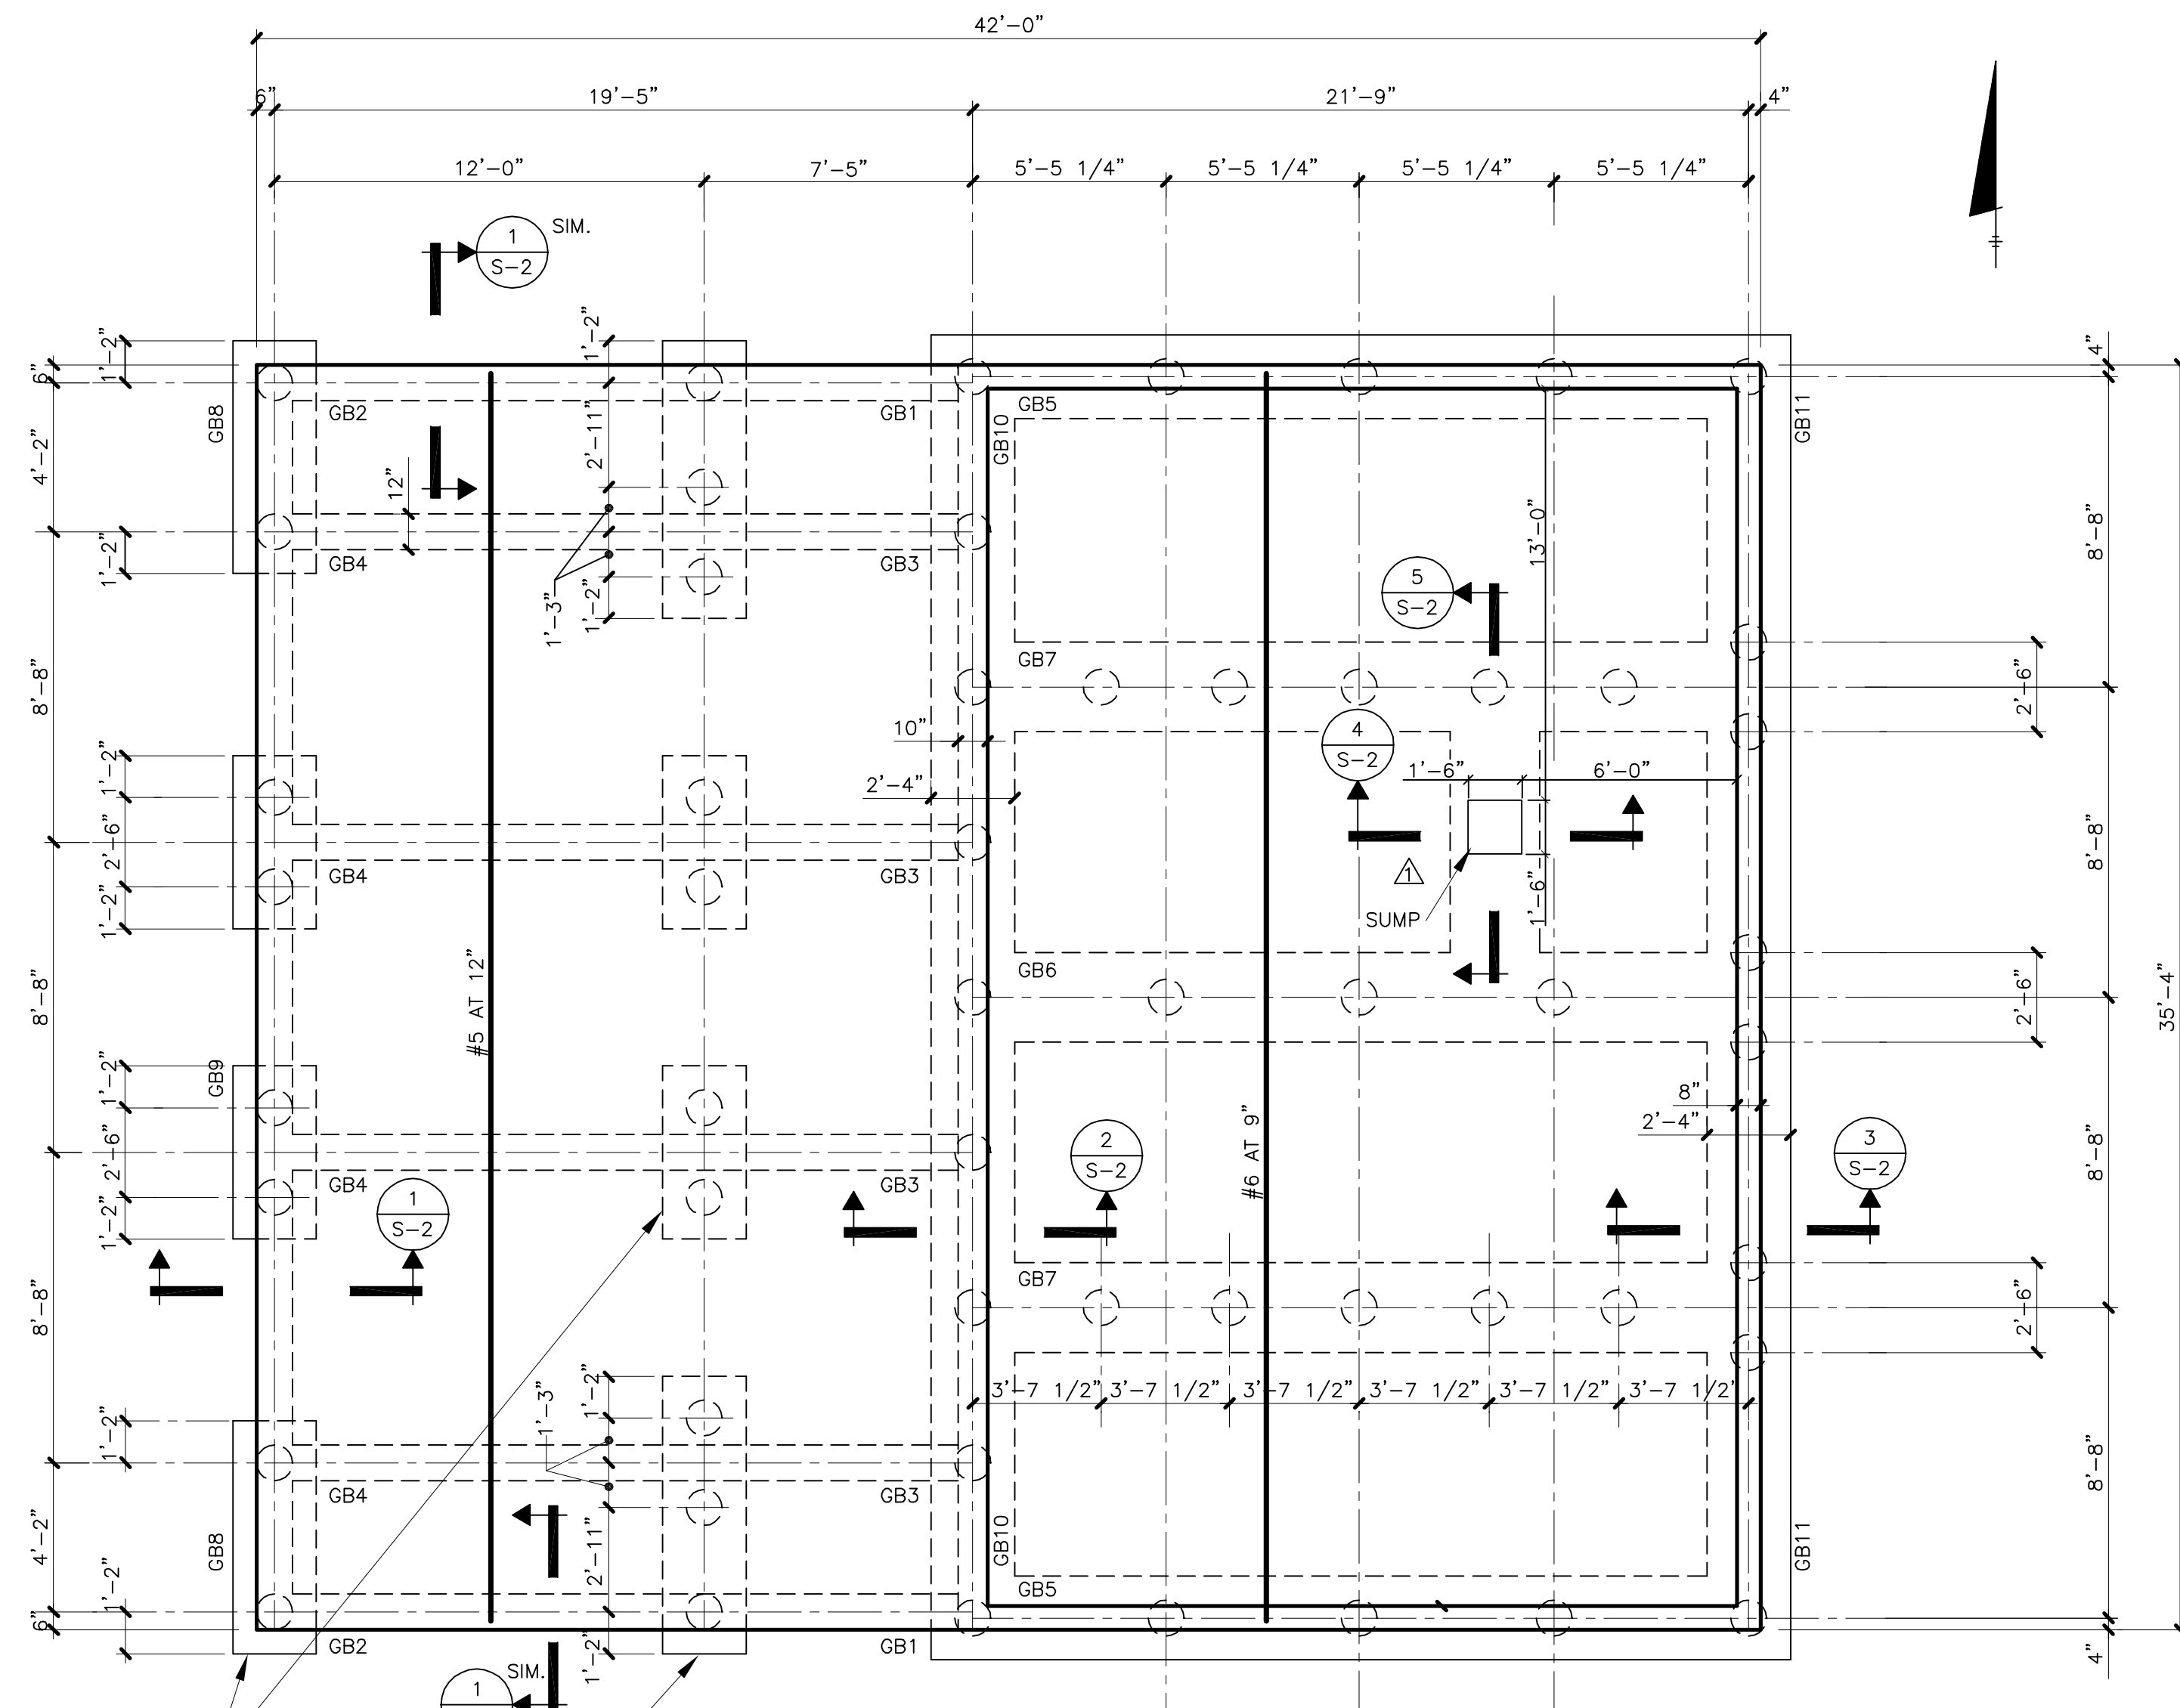 42'-0"
6"
19'-5"
21'-9"
4"
12'-0"
7'-5"
5'-5 1/4"
5'-5 1/4"
5'-5 1/4"
5'-5 1/4"
1
S-2
SIM.
1'-2"
6"
4'-2"
1'-2"
8'-8"
1'-2"
2'-6"
1'-2"
8'-8"
1'-2"
2'-6"
1'-2"
8'-8"
1'-2"
4'-2"
1'-2"
6"
GB8
GB9
GB8
GB2
GB1
12"
GB4
GB3
1'-2"
2'-11"
1'-3"
1'-2"
GB4
GB3
#5 AT 12"
GB4
GB3
1
S-2
1'-3"
1'-2"
GB4
GB3
2'-11"
1'-2"
GB2
GB1
1
SIM.
GB5
GB10
GB11
13'-0"
5
S-2
GB7
10"
2'-4"
4
S-2
1'-6"
6'-0"
1
SUMP
1'-6"
GB6
#6 AT 9"
8"
2'-4"
2
S-2
3
S-2
GB7
3'-7 1/2"
3'-7 1/2"
3'-7 1/2"
3'-7 1/2"
3'-7 1/2"
3'-7 1/2'
GB10
GB5
GB11
4"
8'-8"
2'-6"
8'-8"
2'-6"
8'-8"
2'-6"
8'-8"
4"
35'-4"